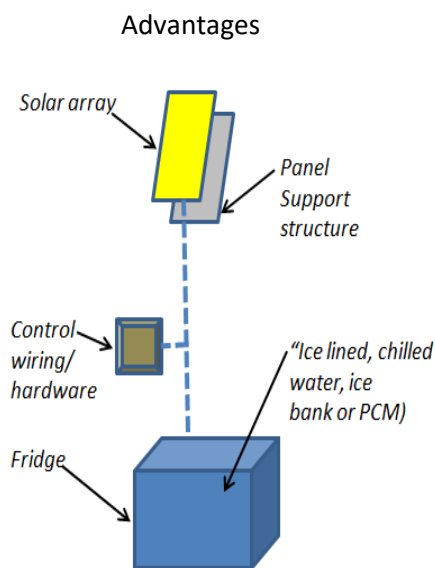 Advantages
Solar array
Panel
Support
structure
Control
wiring/
hardware
“Ice lined, chilled
water, ice
bank or PCM)
Fridge